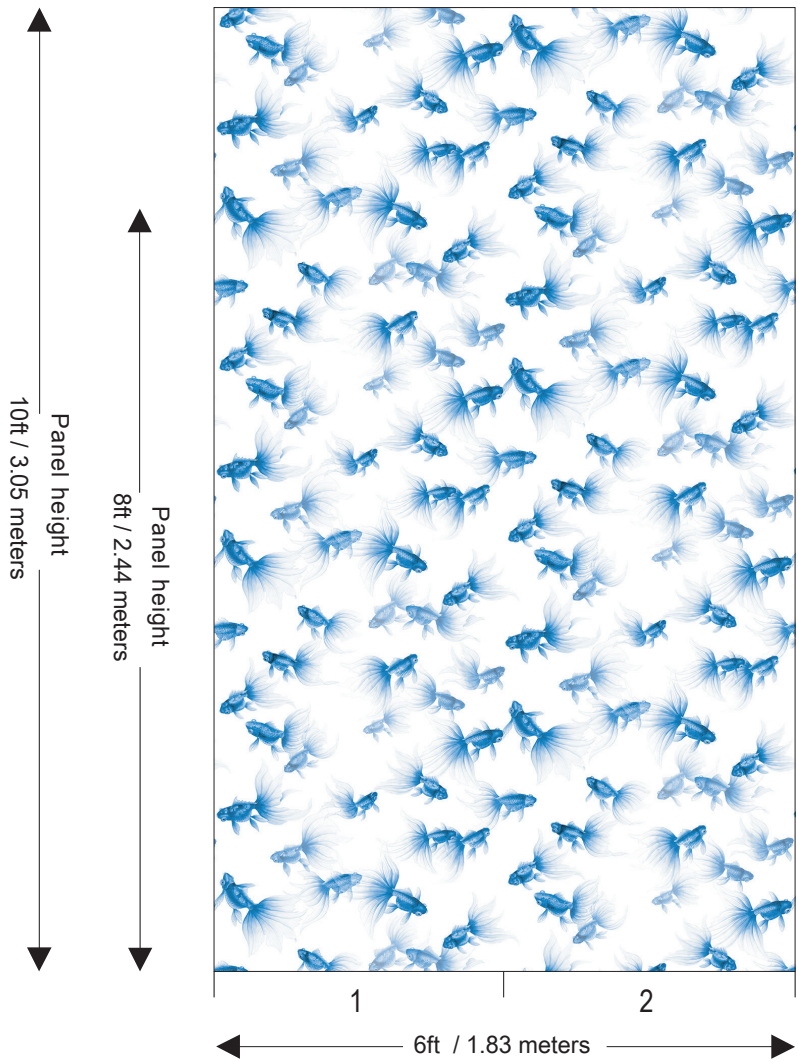 Panel height
10ft / 3.05 meters
Panel height
8ft / 2.44 meters
1
2
6ft / 1.83 meters